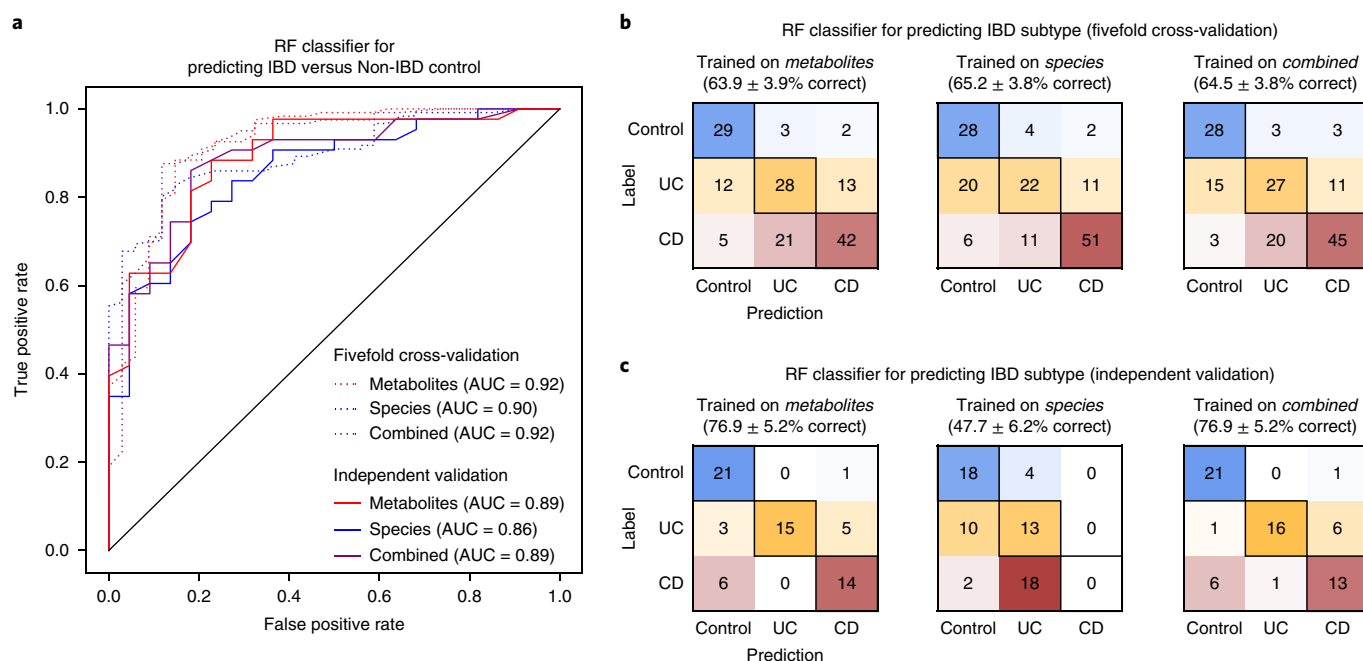 a
RF classifier for
predicting IBD versus Non-IBD control
1.0
0.8
0.6
0.4
0.2
0.0
True positive rate
0.0 0.2 0.4 0.6 0.8 1.0
False positive rate
Fivefold cross-validation
Metabolites (AUC = 0.92)
Species (AUC = 0.90)
Combined (AUC = 0.92)
Independent validation
Metabolites (AUC = 0.89)
Species (AUC = 0.86)
Combined (AUC = 0.89)
b
RF classifier for predicting IBD subtype (fivefold cross-validation)
Trained on metabolites
(63.9 ± 3.9% correct)
Trained on species
(65.2 ± 3.8% correct)
Trained on combined
(64.5 ± 3.8% correct)
Label
Control 29 3 2 28 4 2 28 3 3
UC 12 28 13 20 22 11 15 27 11
CD 5 21 42 6 11 51 3 20 45
Control UC CD Control UC CD Control UC CD
Prediction
c
RF classifier for predicting IBD subtype (independent validation)
Trained on metabolites
(76.9 ± 5.2% correct)
Trained on species
(47.7 ± 6.2% correct)
Trained on combined
(76.9 ± 5.2% correct)
Label
Control 21 0 1 18 4 0 21 0 1
UC 3 15 5 10 13 0 1 16 6
CD 6 0 14 2 18 0 6 1 13
Control UC CD Control UC CD Control UC CD
Prediction